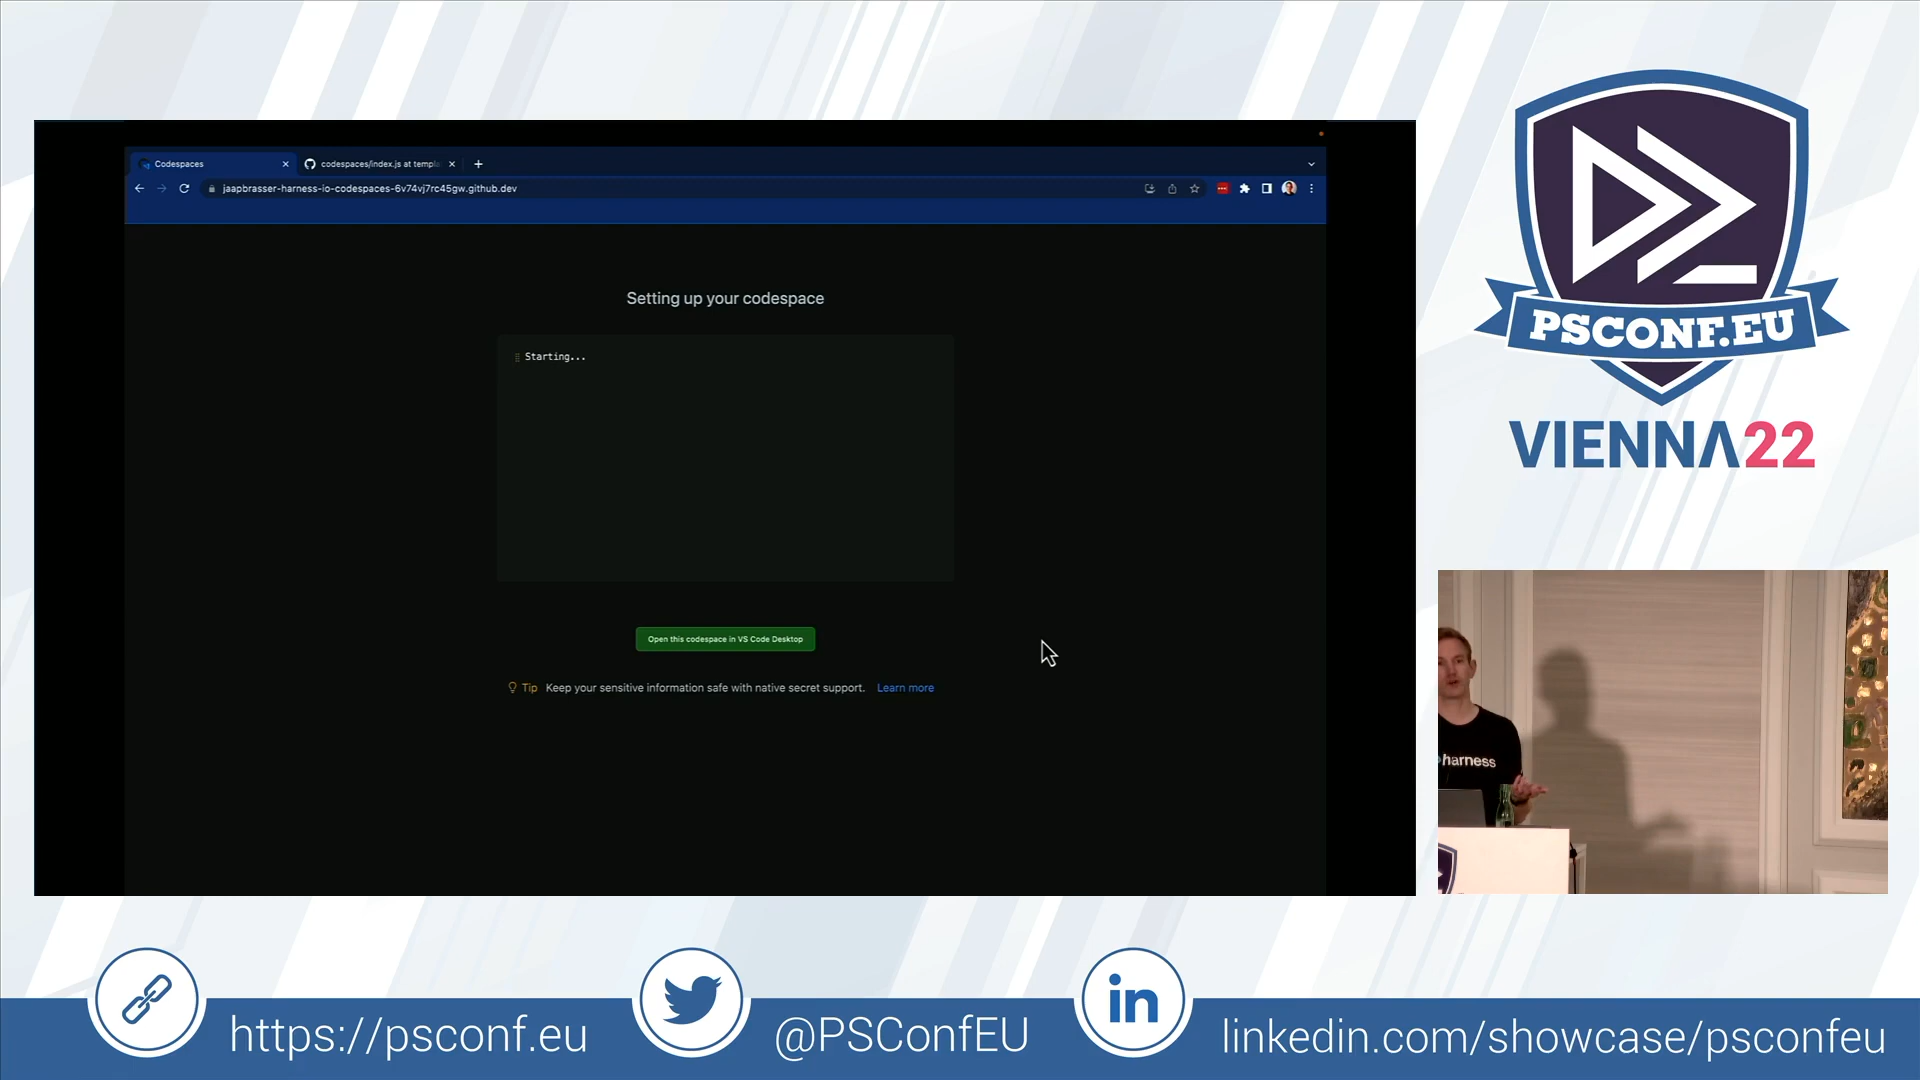 Codespaces
codespaces/index.js at templa
jaapbrasser-harness-io-codespaces-6v74vj7rc45gw.github.dev
Setting up your codespace
Starting...
Open this codespace in VS Code Desktop
Tip Keep your sensitive information safe with native secret support. Learn more
PSCONF.EU
VIENNA22
harness
https://psconf.eu
@PSConfEU
in
linkedin.com/showcase/psconfeu